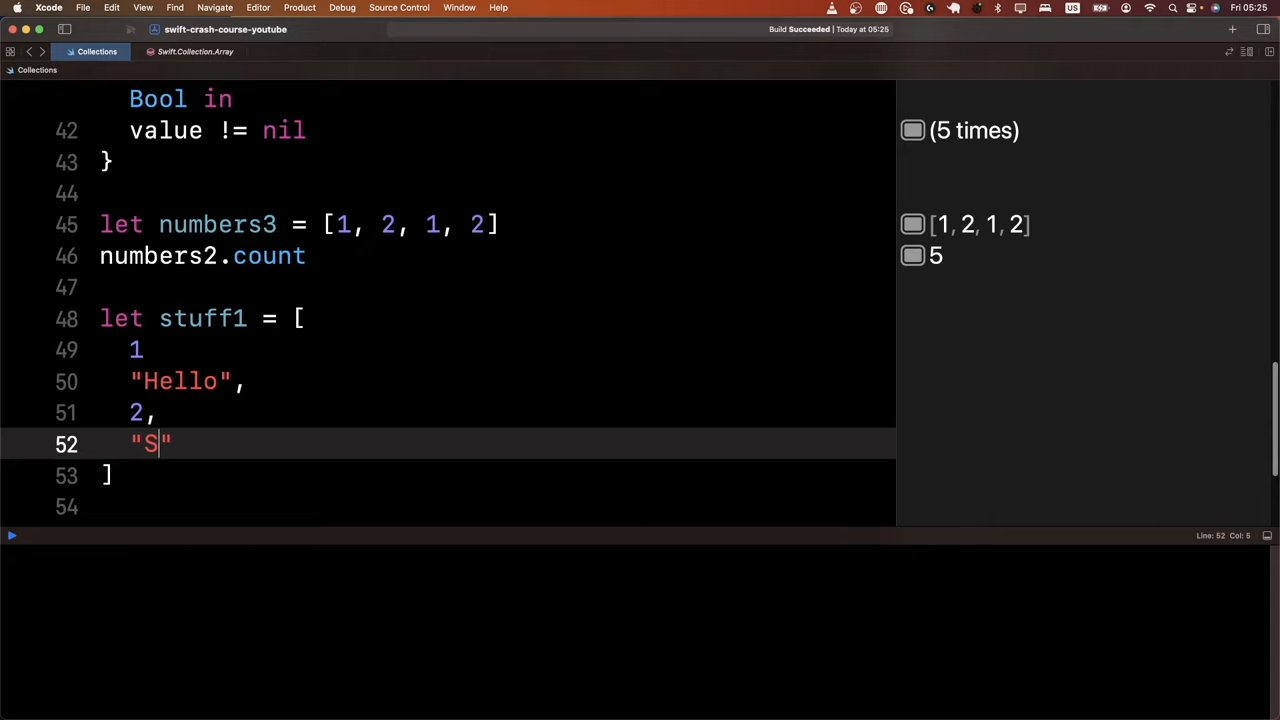 Xcode File Edit View Find Navigate Editor Product Debug Source Control Window Help US Fri 05:25
swift-crash-course-youtube Build Succeeded | Today at 05:25
Collections Swift.Collection.Array
Collections
Bool in
42 value != nil (5 times)
43 }
44
45 let numbers3 = [1, 2, 1, 2] [1, 2, 1, 2]
46 numbers2.count 5
47
48 let stuff1 = [
49 1
50 "Hello",
51 2,
52 "S"
53 ]
54
Line: 52 Col: 5